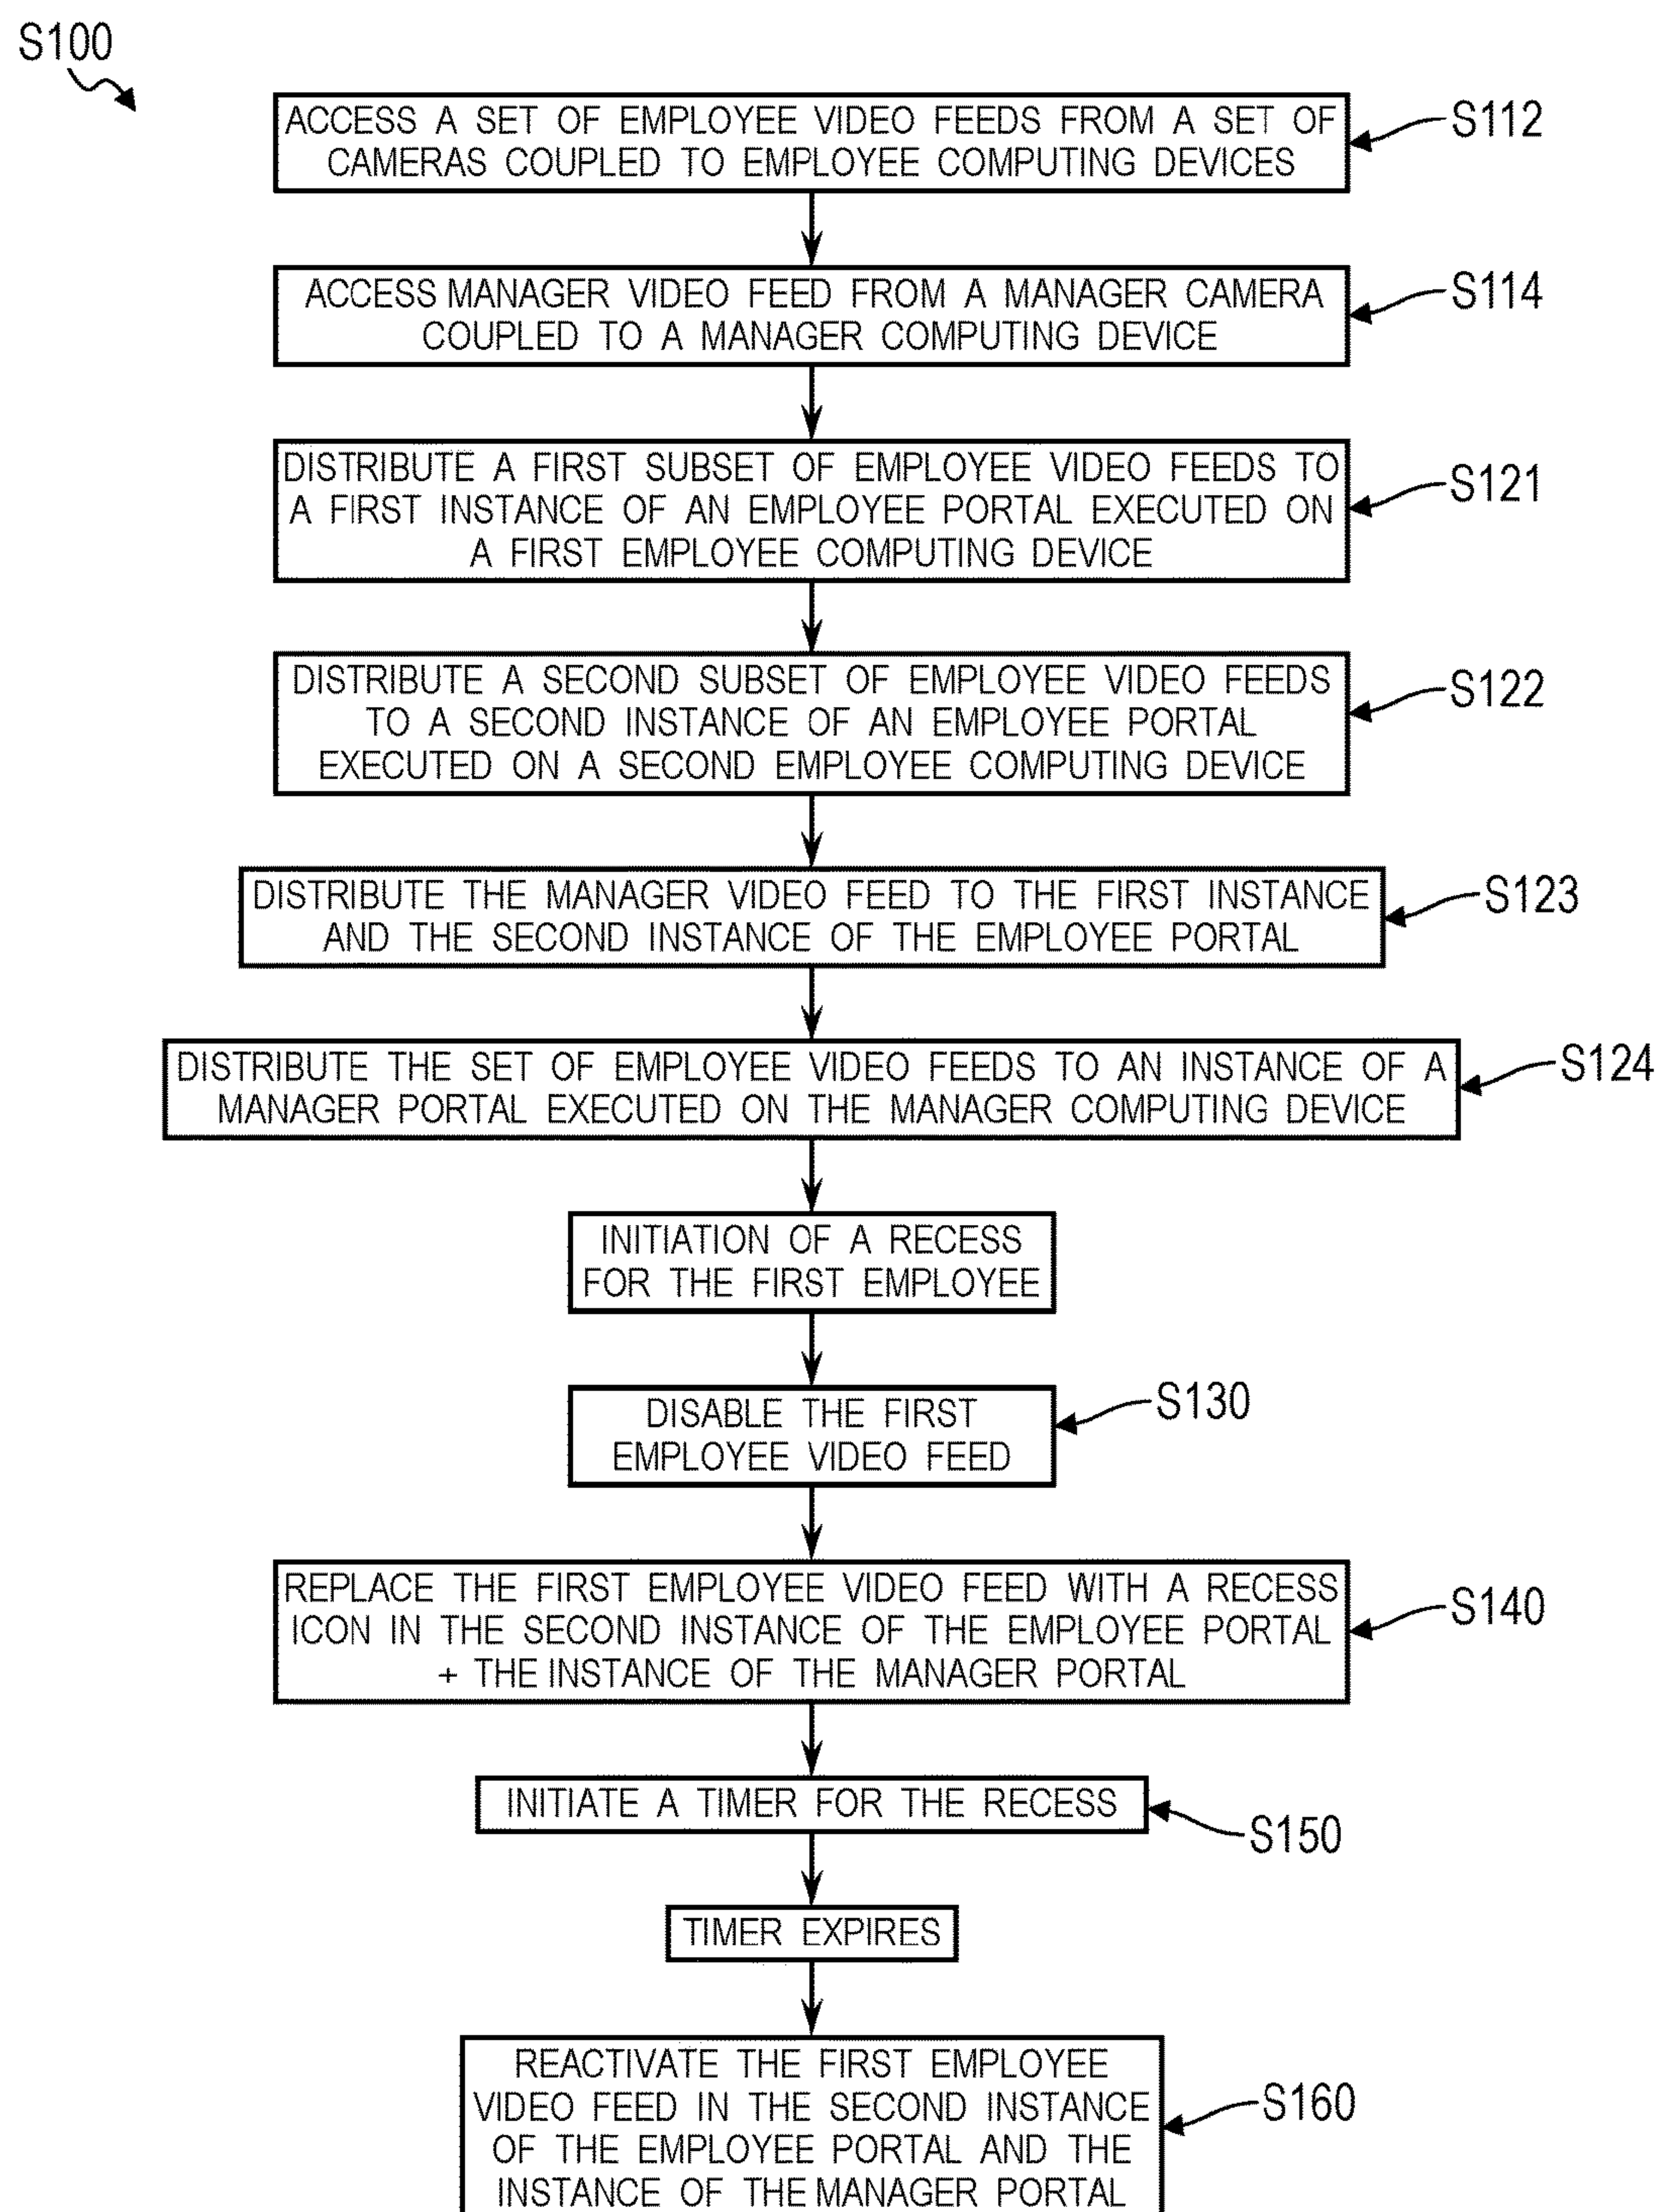 S100
ACCESS A SET OF EMPLOYEE VIDEO FEEDS FROM A SET OF
CAMERAS COUPLED TO EMPLOYEE COMPUTING DEVICES
S112
ACCESS MANAGER VIDEO FEED FROM A MANAGER CAMERA
COUPLED TO A MANAGER COMPUTING DEVICE
S114
DISTRIBUTE A FIRST SUBSET OF EMPLOYEE VIDEO FEEDS TO
A FIRST INSTANCE OF AN EMPLOYEE PORTAL EXECUTED ON
A FIRST EMPLOYEE COMPUTING DEVICE
S121
DISTRIBUTE A SECOND SUBSET OF EMPLOYEE VIDEO FEEDS
TO A SECOND INSTANCE OF AN EMPLOYEE PORTAL
EXECUTED ON A SECOND EMPLOYEE COMPUTING DEVICE
S122
DISTRIBUTE THE MANAGER VIDEO FEED TO THE FIRST INSTANCE
AND THE SECOND INSTANCE OF THE EMPLOYEE PORTAL
S123
DISTRIBUTE THE SET OF EMPLOYEE VIDEO FEEDS TO AN INSTANCE OF A
MANAGER PORTAL EXECUTED ON THE MANAGER COMPUTING DEVICE
S124
INITIATION OF A RECESS
FOR THE FIRST EMPLOYEE
DISABLE THE FIRST
EMPLOYEE VIDEO FEED
S130
REPLACE THE FIRST EMPLOYEE VIDEO FEED WITH A RECESS
ICON IN THE SECOND INSTANCE OF THE EMPLOYEE PORTAL
+ THE INSTANCE OF THE MANAGER PORTAL
S140
INITIATE A TIMER FOR THE RECESS
S150
TIMER EXPIRES
REACTIVATE THE FIRST EMPLOYEE
VIDEO FEED IN THE SECOND INSTANCE
OF THE EMPLOYEE PORTAL AND THE
INSTANCE OF THE MANAGER PORTAL
S160